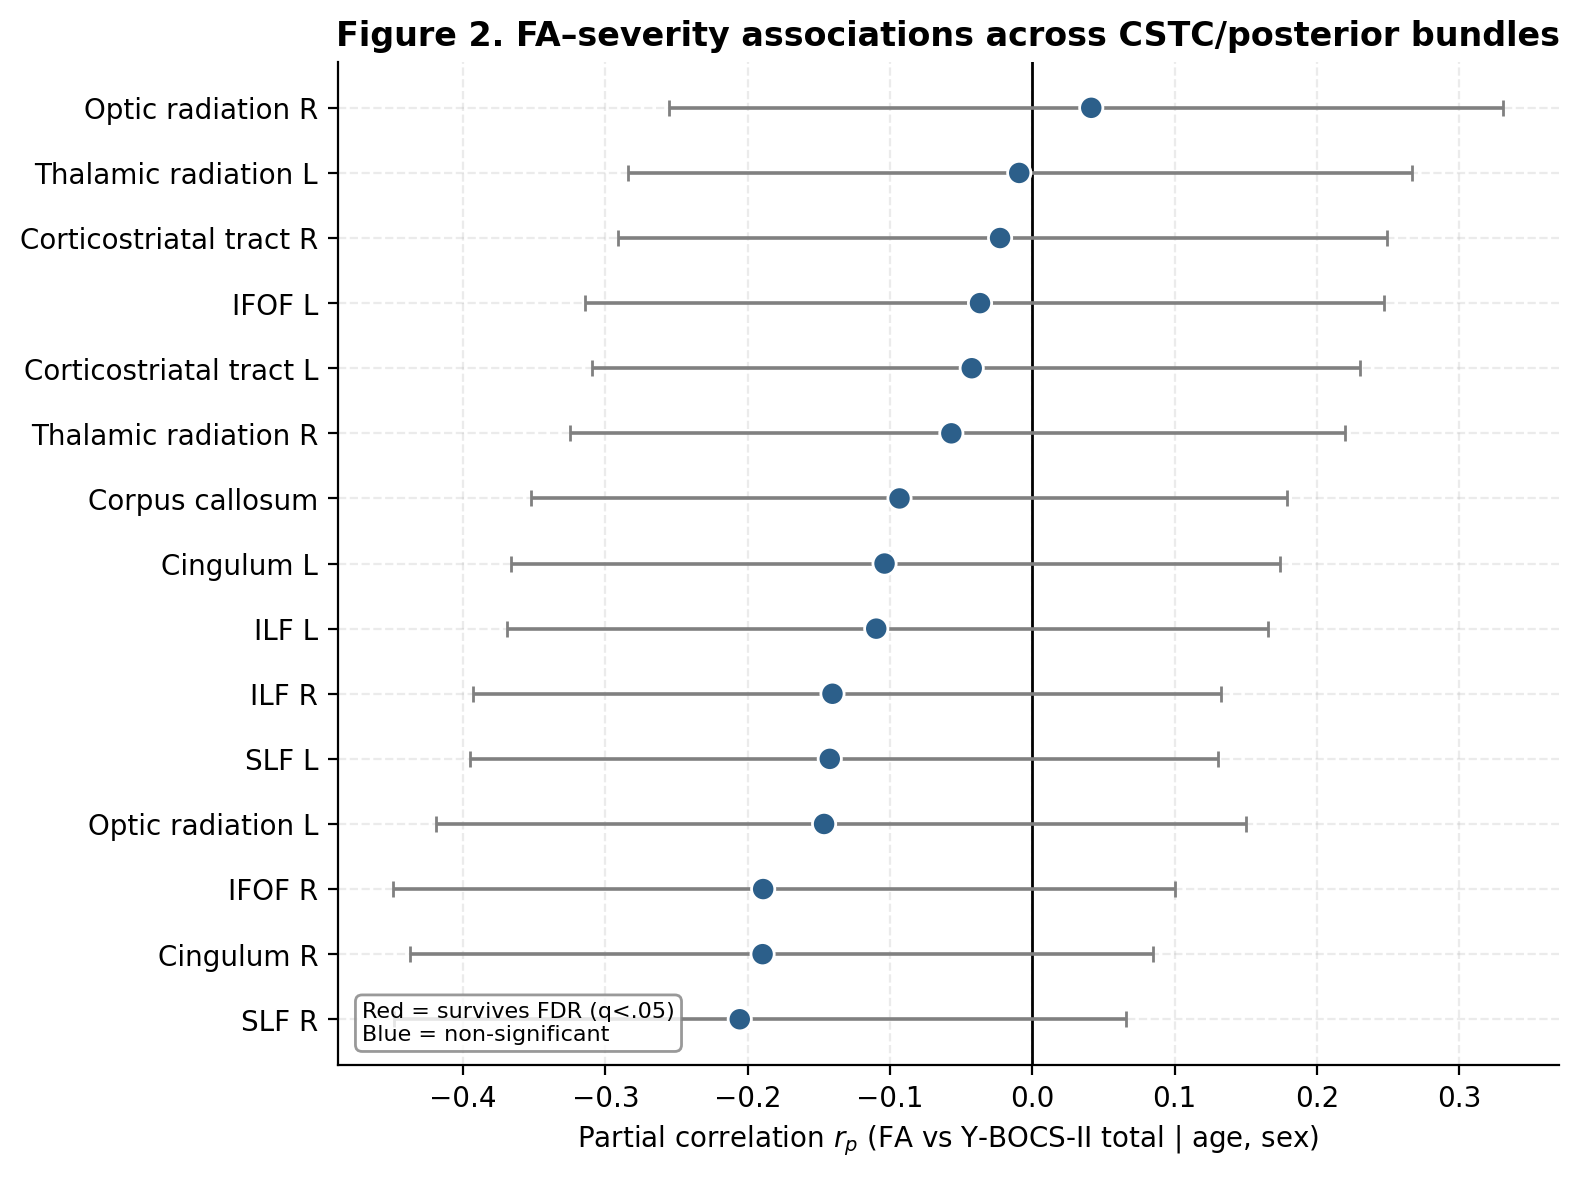 Figure 2. FA–severity associations across CSTC/posterior bundles
Optic radiation R
Thalamic radiation L
Corticostriatal tract R
IFOF L
Corticostriatal tract L
Thalamic radiation R
Corpus callosum
Cingulum L
ILF L
ILF R
SLF L
Optic radiation L
IFOF R
Cingulum R
SLF R
Red = survives FDR (q<.05)
Blue = non-significant
−0.4 −0.3 −0.2 −0.1 0.0 0.1 0.2 0.3
Partial correlation rₚ (FA vs Y-BOCS-II total | age, sex)